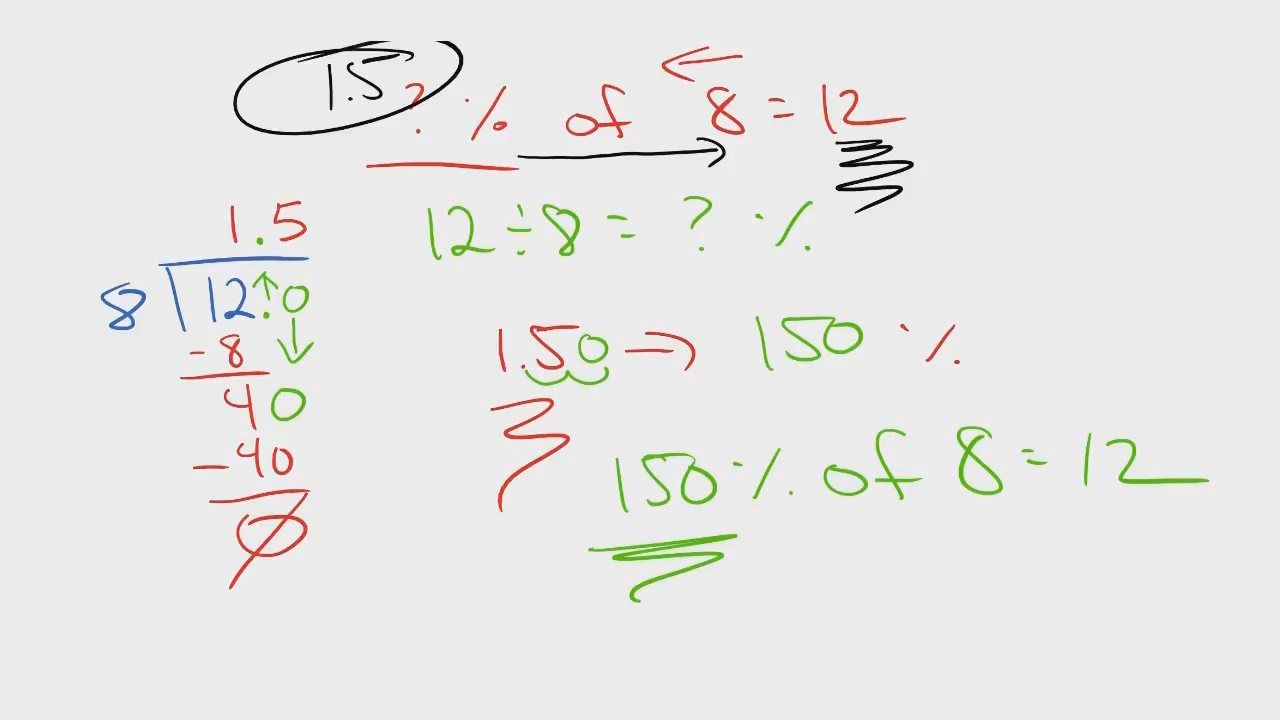 1.5 ? % of 8 = 12
12 ÷ 8 = ? %
1.5
8 12.0
- 8
40
- 40
0
1.50 → 150 %
150 % of 8 = 12